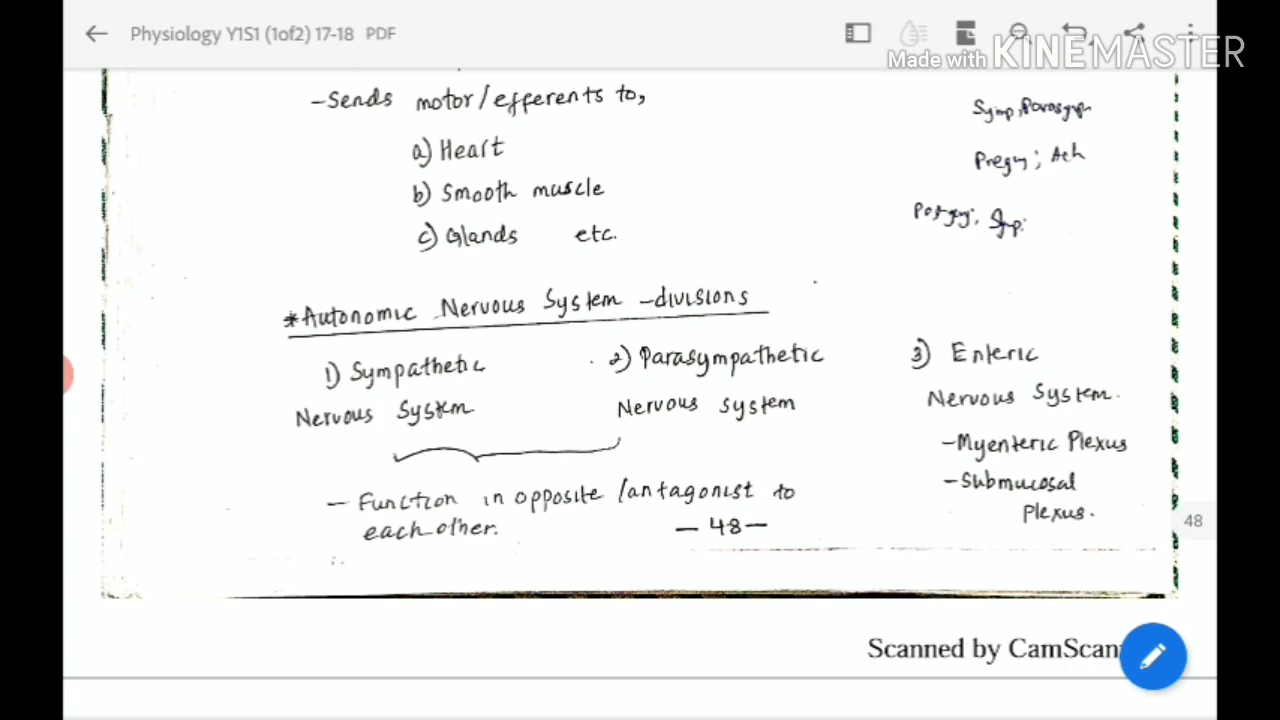 Physiology Y1S1 (1of2) 17-18 PDF
Made with KINEMASTER
-Sends motor/efferents to,
a) Heart
b) Smooth muscle
c) Glands etc.
Symp, Parasym
; Ach
*Autonomic Nervous System -divisions
1) Sympathetic
Nervous System
2) Parasympathetic
Nervous system
3) Enteric
Nervous System.
-Myenteric Plexus
-Submucosal
Plexus.
- Function in opposite /antagonist to
each other.
- 48 -
48
Scanned by CamScan